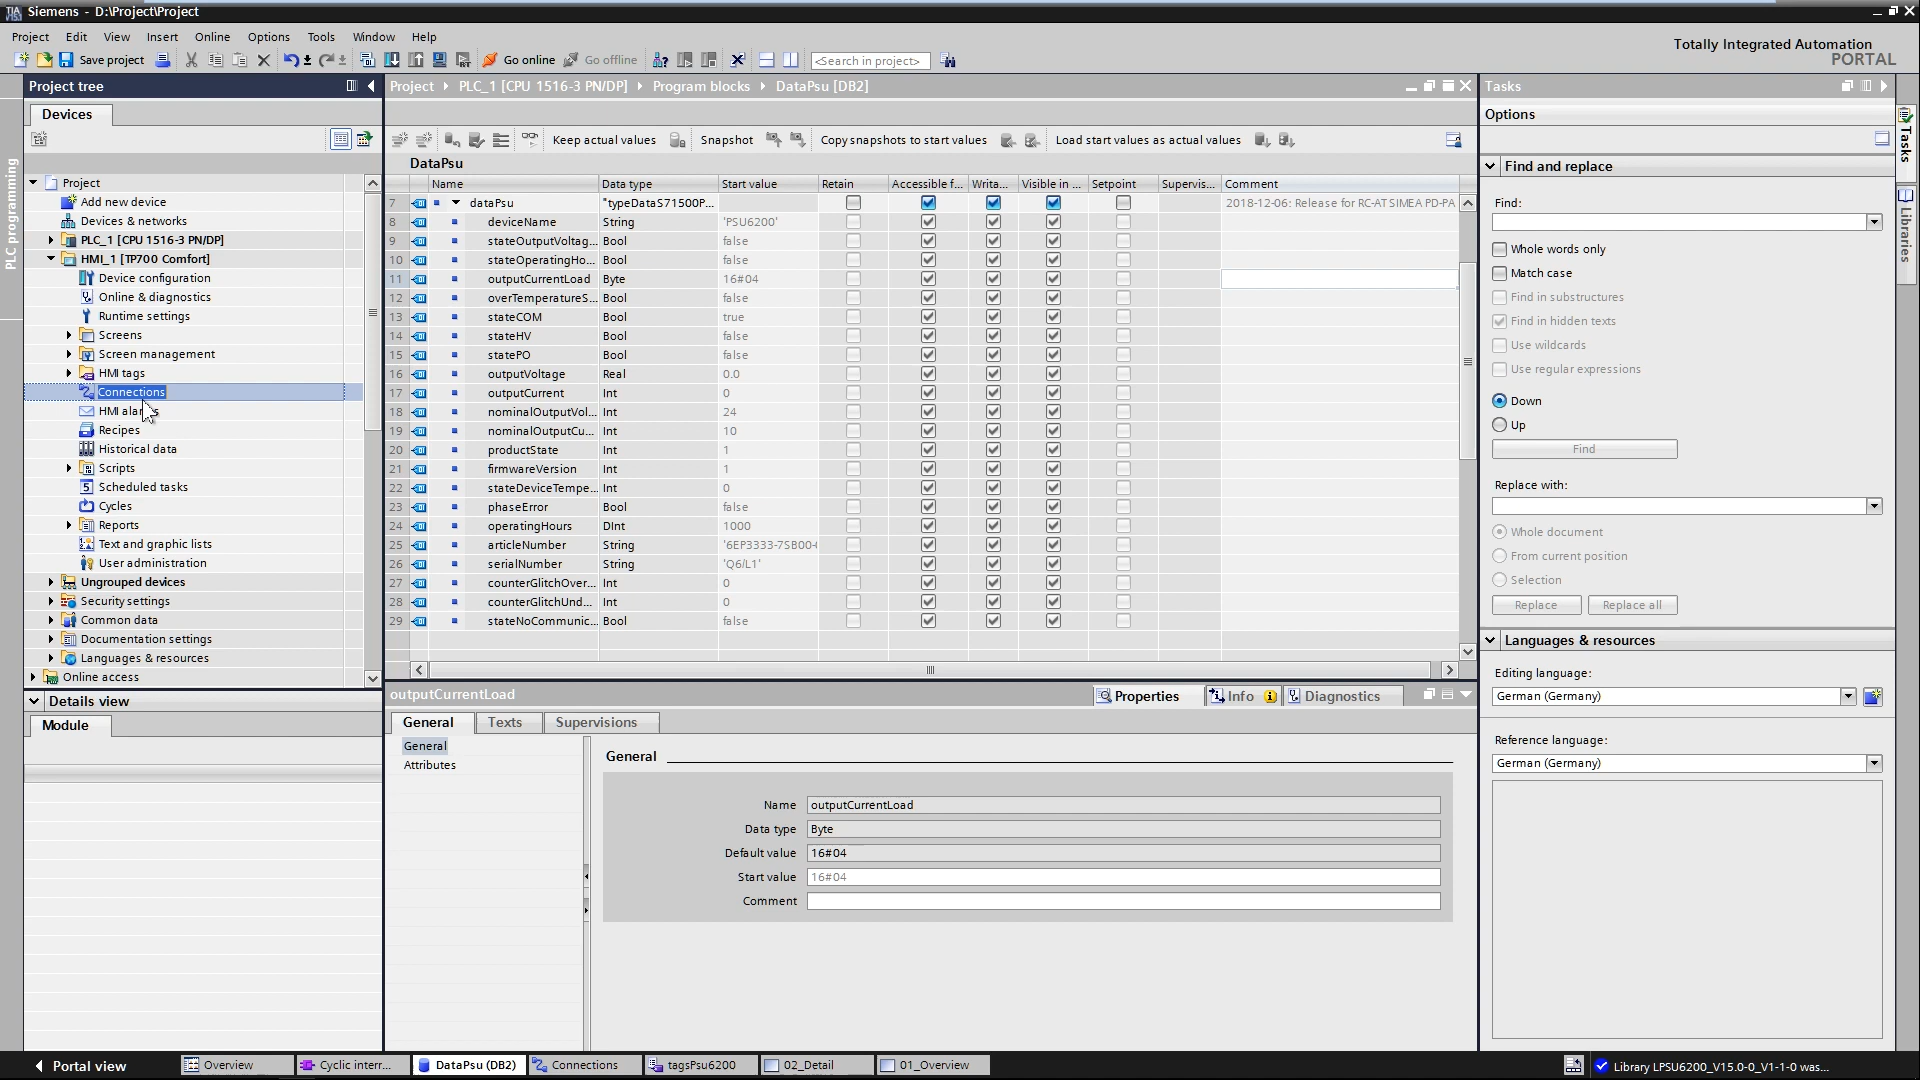 Siemens - D:\Project\Project
Project Edit View Insert Online Options Tools Window Help
Totally Integrated Automation
PORTAL
Save project
Go online
Go offline
<Search in project>
Project tree
Devices
PLC programming
Project
Add new device
Devices & networks
PLC_1 [CPU 1516-3 PN/DP]
HMI_1 [TP700 Comfort]
Device configuration
Online & diagnostics
Runtime settings
Screens
Screen management
HMI tags
Connections
HMI alarms
Recipes
Historical data
Scripts
Scheduled tasks
Cycles
Reports
Text and graphic lists
User administration
Ungrouped devices
Security settings
Common data
Documentation settings
Languages & resources
Online access
Details view
Module
Project PLC_1 [CPU 1516-3 PN/DP] Program blocks DataPsu [DB2]
Keep actual values Snapshot Copy snapshots to start values Load start values as actual values
DataPsu
Name Data type Start value Retain Accessible f... Writa... Visible in ... Setpoint Supervis... Comment
7 dataPsu "typeDataS71500P... 2018-12-06: Release for RC-AT SIMEA PD-PA
8 deviceName String 'PSU6200'
9 stateOutputVoltag... Bool false
10 stateOperatingHo... Bool false
11 outputCurrentLoad Byte 16#04
12 overTemperatureS... Bool false
13 stateCOM Bool true
14 stateHV Bool false
15 statePO Bool false
16 outputVoltage Real 0.0
17 outputCurrent Int 0
18 nominalOutputVol... Int 24
19 nominalOutputCu... Int 10
20 productState Int 1
21 firmwareVersion Int 1
22 stateDeviceTempe... Int 0
23 phaseError Bool false
24 operatingHours DInt 1000
25 articleNumber String '6EP3333-7SB00-
26 serialNumber String 'Q6/L1'
27 counterGlitchOver... Int 0
28 counterGlitchUnd... Int 0
29 stateNoCommunic... Bool false
outputCurrentLoad
Properties Info Diagnostics
General Texts Supervisions
General
Attributes
General
Name outputCurrentLoad
Data type Byte
Default value 16#04
Start value 16#04
Comment
Tasks
Options
Find and replace
Find:
Whole words only
Match case
Find in substructures
Find in hidden texts
Use wildcards
Use regular expressions
Down
Up
Find
Replace with:
Whole document
From current position
Selection
Replace Replace all
Languages & resources
Editing language:
German (Germany)
Reference language:
German (Germany)
Tasks
Libraries
Portal view
Overview Cyclic interr... DataPsu (DB2) Connections tagsPsu6200 02_Detail 01_Overview
Library LPSU6200_V15.0-0_V1-1-0 was...